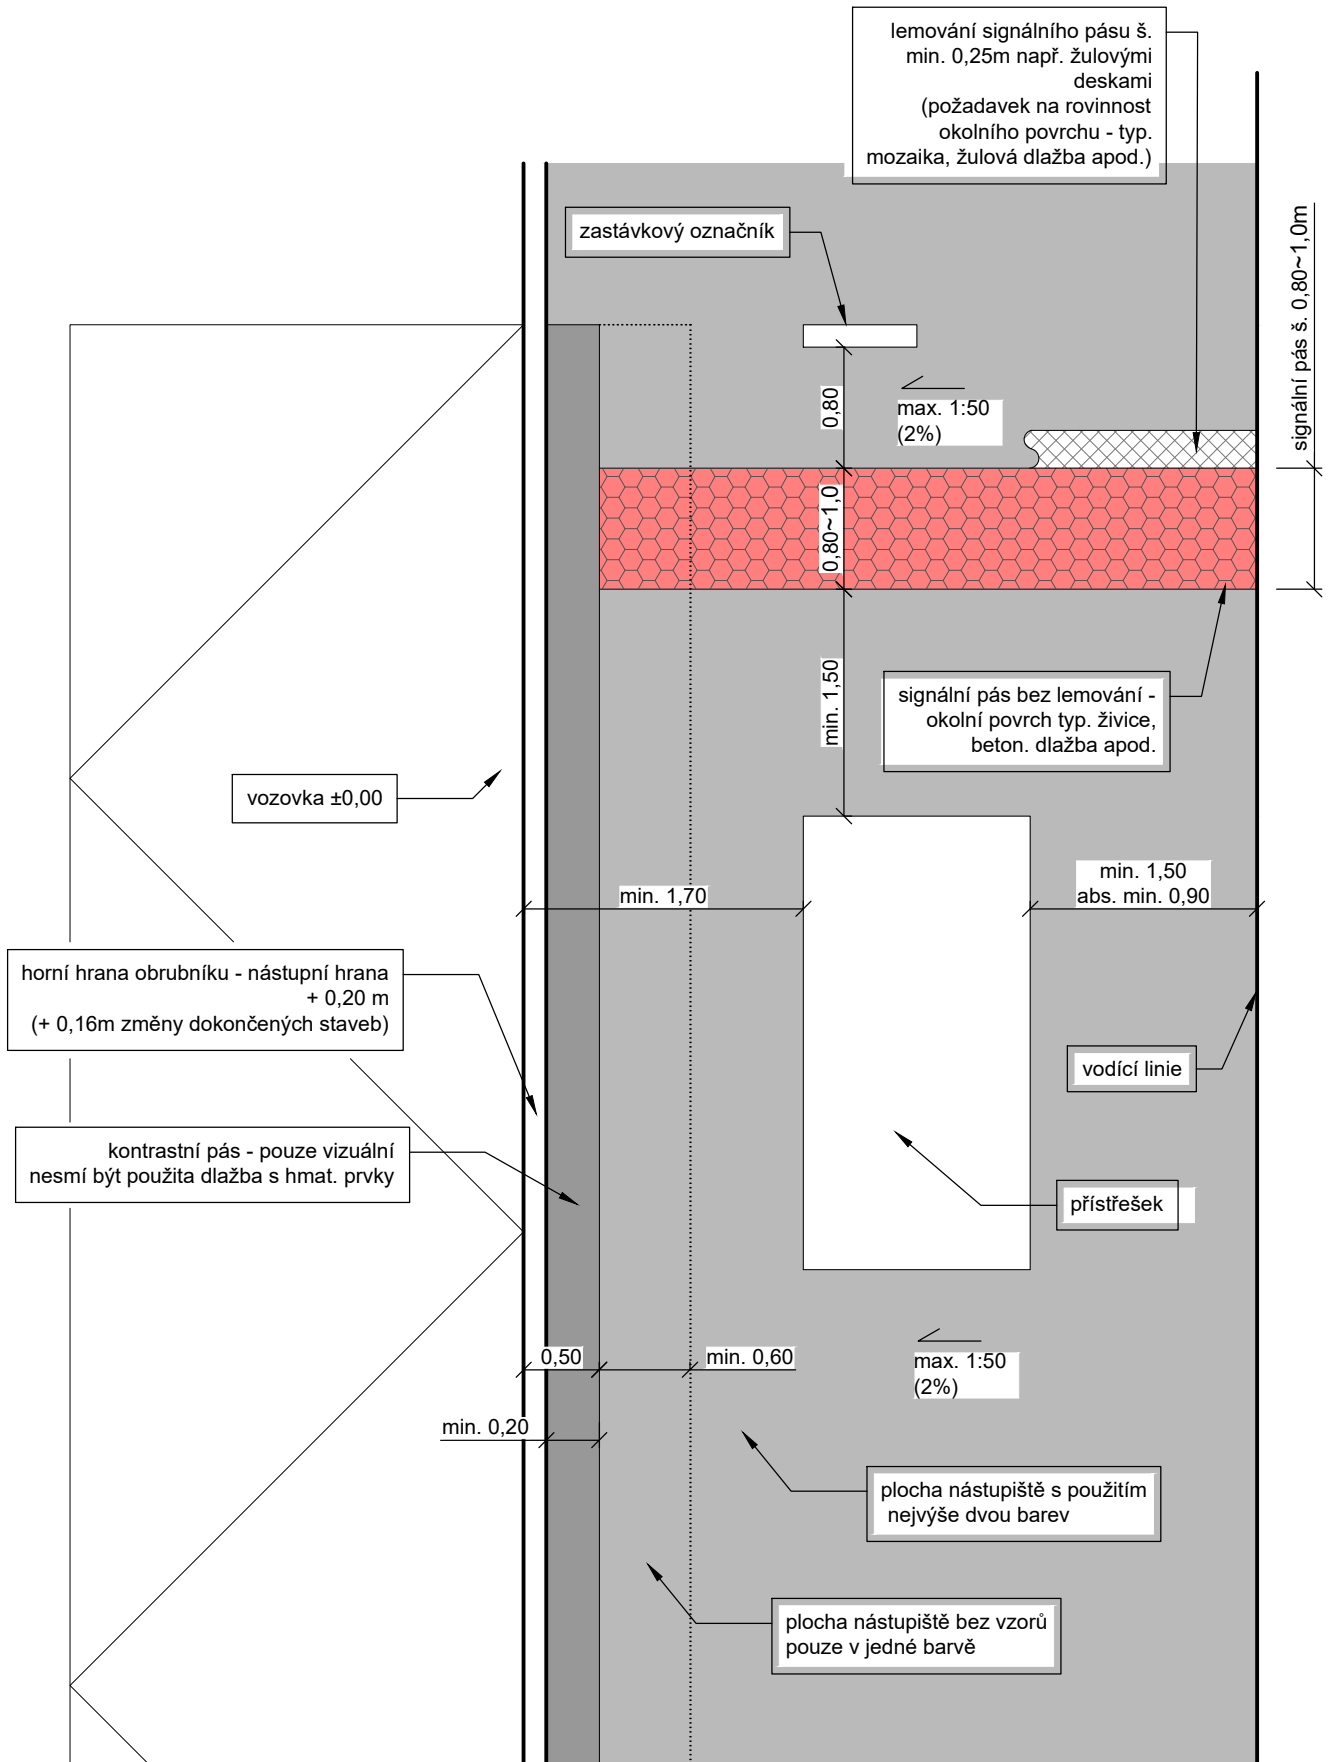 lemování signálního pásu š.
min. 0,25m např. žulovými
deskami
(požadavek na rovinnost
okolního povrchu - typ.
mozaika, žulová dlažba apod.)
zastávkový označník
signální pás š. 0,80~1,0m
0,80
max. 1:50
(2%)
0,80~1,0
min. 1,50
signální pás bez lemování -
okolní povrch typ. živice,
beton. dlažba apod.
vozovka ±0,00
min. 1,70
min. 1,50
abs. min. 0,90
horní hrana obrubníku - nástupní hrana
+ 0,20 m
(+ 0,16m změny dokončených staveb)
vodící linie
kontrastní pás - pouze vizuální
nesmí být použita dlažba s hmat. prvky
přístřešek
0,50
min. 0,60
max. 1:50
(2%)
min. 0,20
plocha nástupiště s použitím
nejvýše dvou barev
plocha nástupiště bez vzorů
pouze v jedné barvě